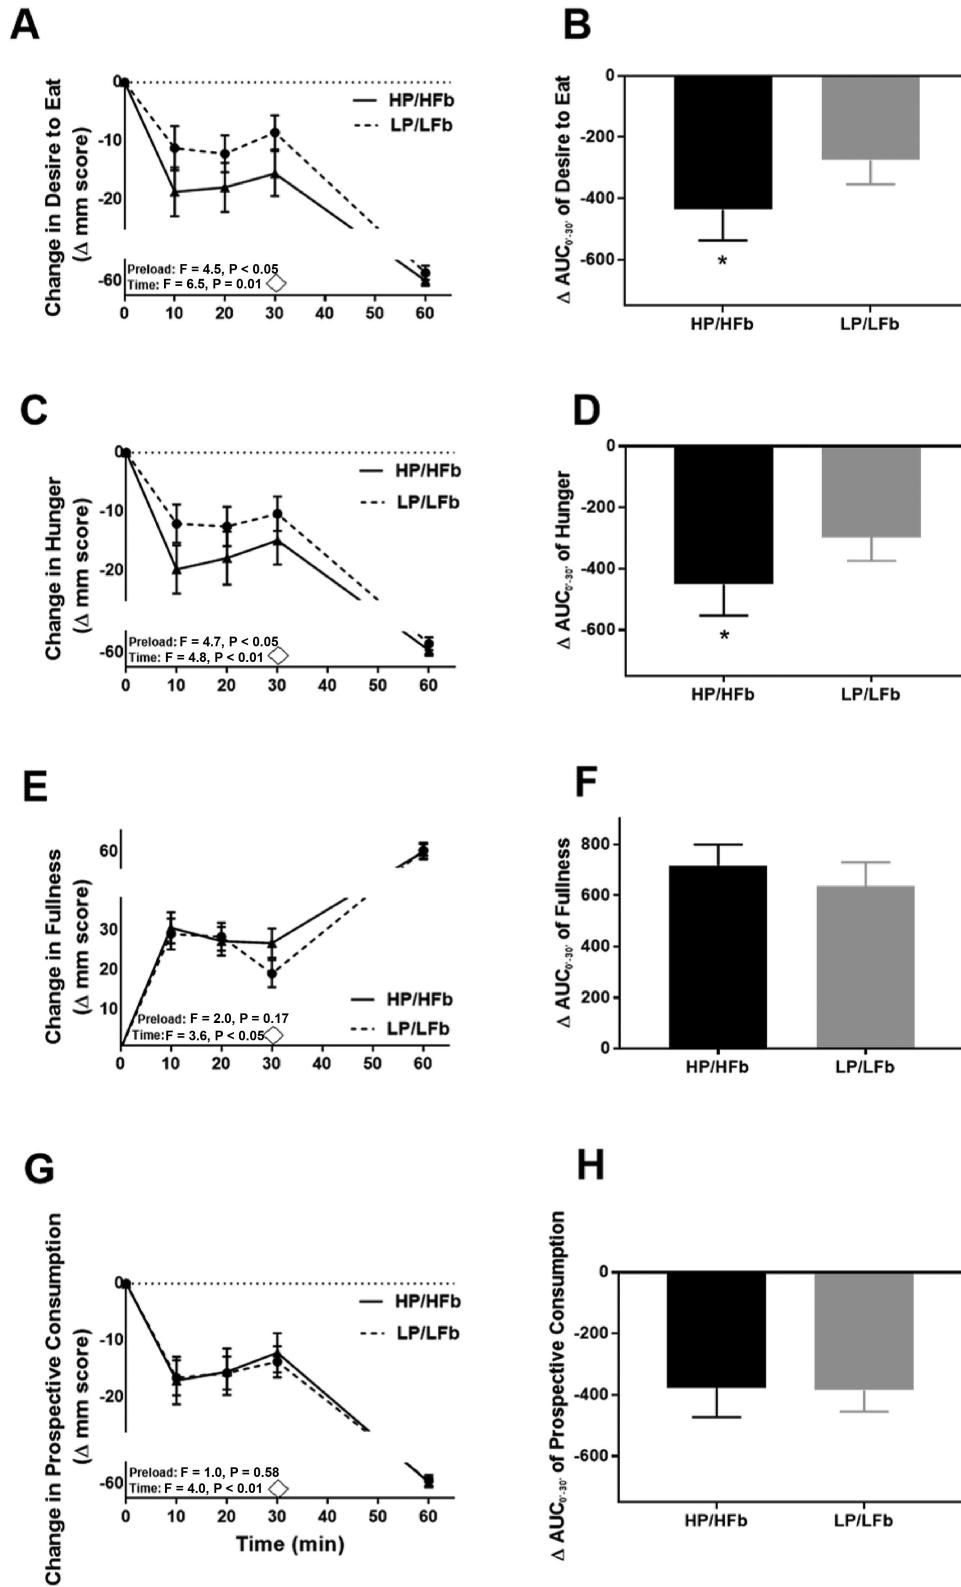 A
Change in Desire to Eat
(Δ mm score)
0
-10
-20
-60
HP/HFb
LP/LFb
Preload: F = 4.5, P < 0.05
Time: F = 6.5, P = 0.01
0 10 20 30 40 50 60
B
Δ AUC0'-30' of Desire to Eat
0
-200
-400
-600
*
HP/HFb LP/LFb
C
Change in Hunger
(Δ mm score)
0
-10
-20
-60
HP/HFb
LP/LFb
Preload: F = 4.7, P < 0.05
Time: F = 4.8, P < 0.01
0 10 20 30 40 50 60
D
Δ AUC0'-30' of Hunger
0
-200
-400
-600
*
HP/HFb LP/LFb
E
Change in Fullness
(Δ mm score)
60
30
20
10
HP/HFb
LP/LFb
Preload: F = 2.0, P = 0.17
Time:F = 3.6, P < 0.05
0 10 20 30 40 50 60
F
Δ AUC0'-30' of Fullness
800
600
400
200
0
HP/HFb LP/LFb
G
Change in Prospective Consumption
(Δ mm score)
0
-10
-20
-60
HP/HFb
LP/LFb
Preload: F = 1.0, P = 0.58
Time: F = 4.0, P < 0.01
0 10 20 30 40 50 60
Time (min)
H
Δ AUC0'-30' of Prospective Consumption
0
-200
-400
-600
HP/HFb LP/LFb